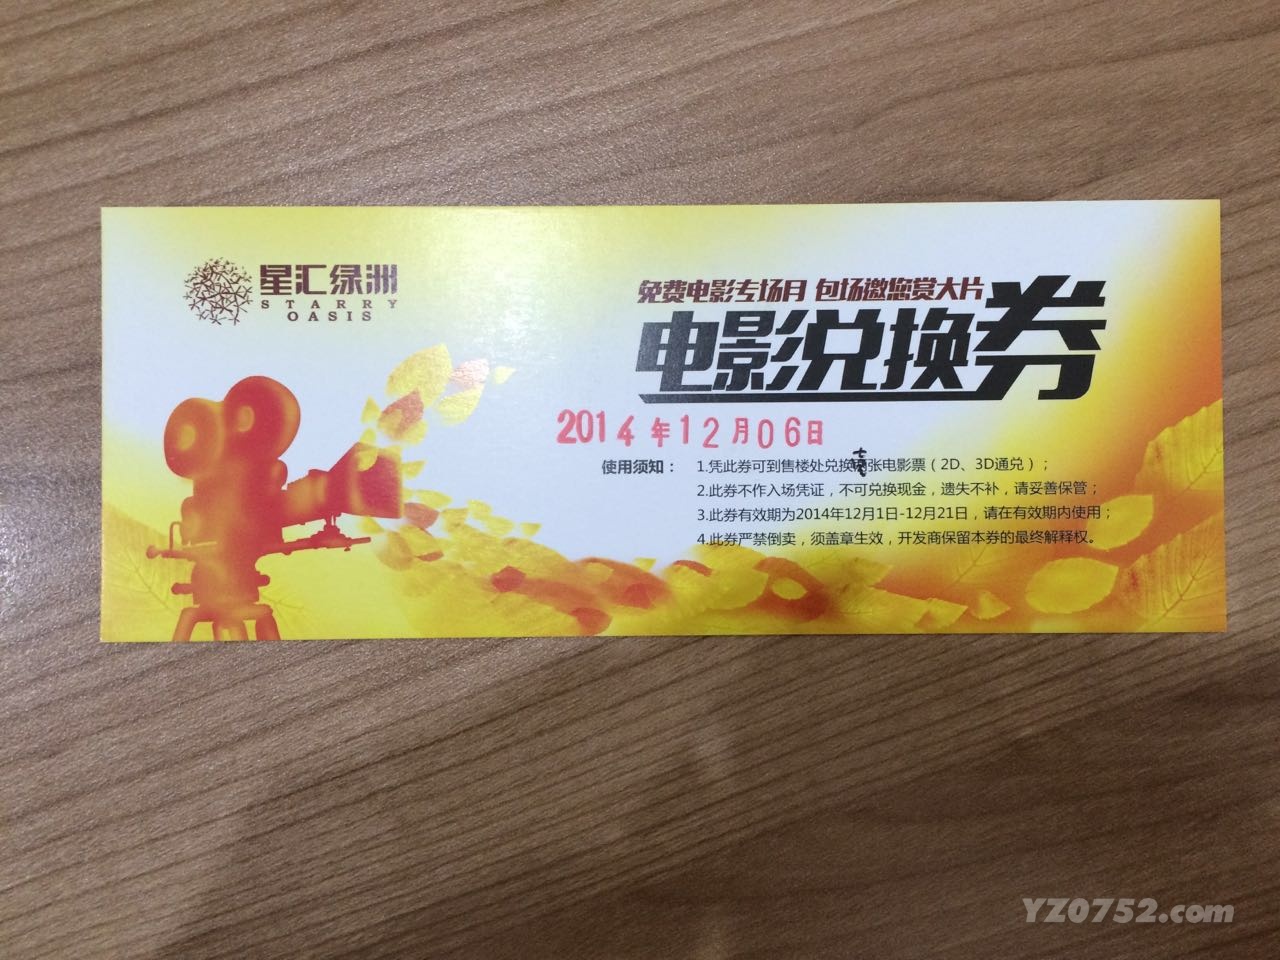 星汇绿洲
STARRY
OASIS
免费电影专场月 包场邀您赏大片
电影兑换券
2014年12月06日
使用须知：
1.凭此券可到售楼处兑换张电影票（2D、3D通兑）；
2.此券不作入场凭证，不可兑换现金，遗失不补，请妥善保管；
3.此券有效期为2014年12月1日-12月21日，请在有效期内使用；
4.此券严禁倒卖，须盖章生效，开发商保留本券的最终解释权。
YZ0752.com